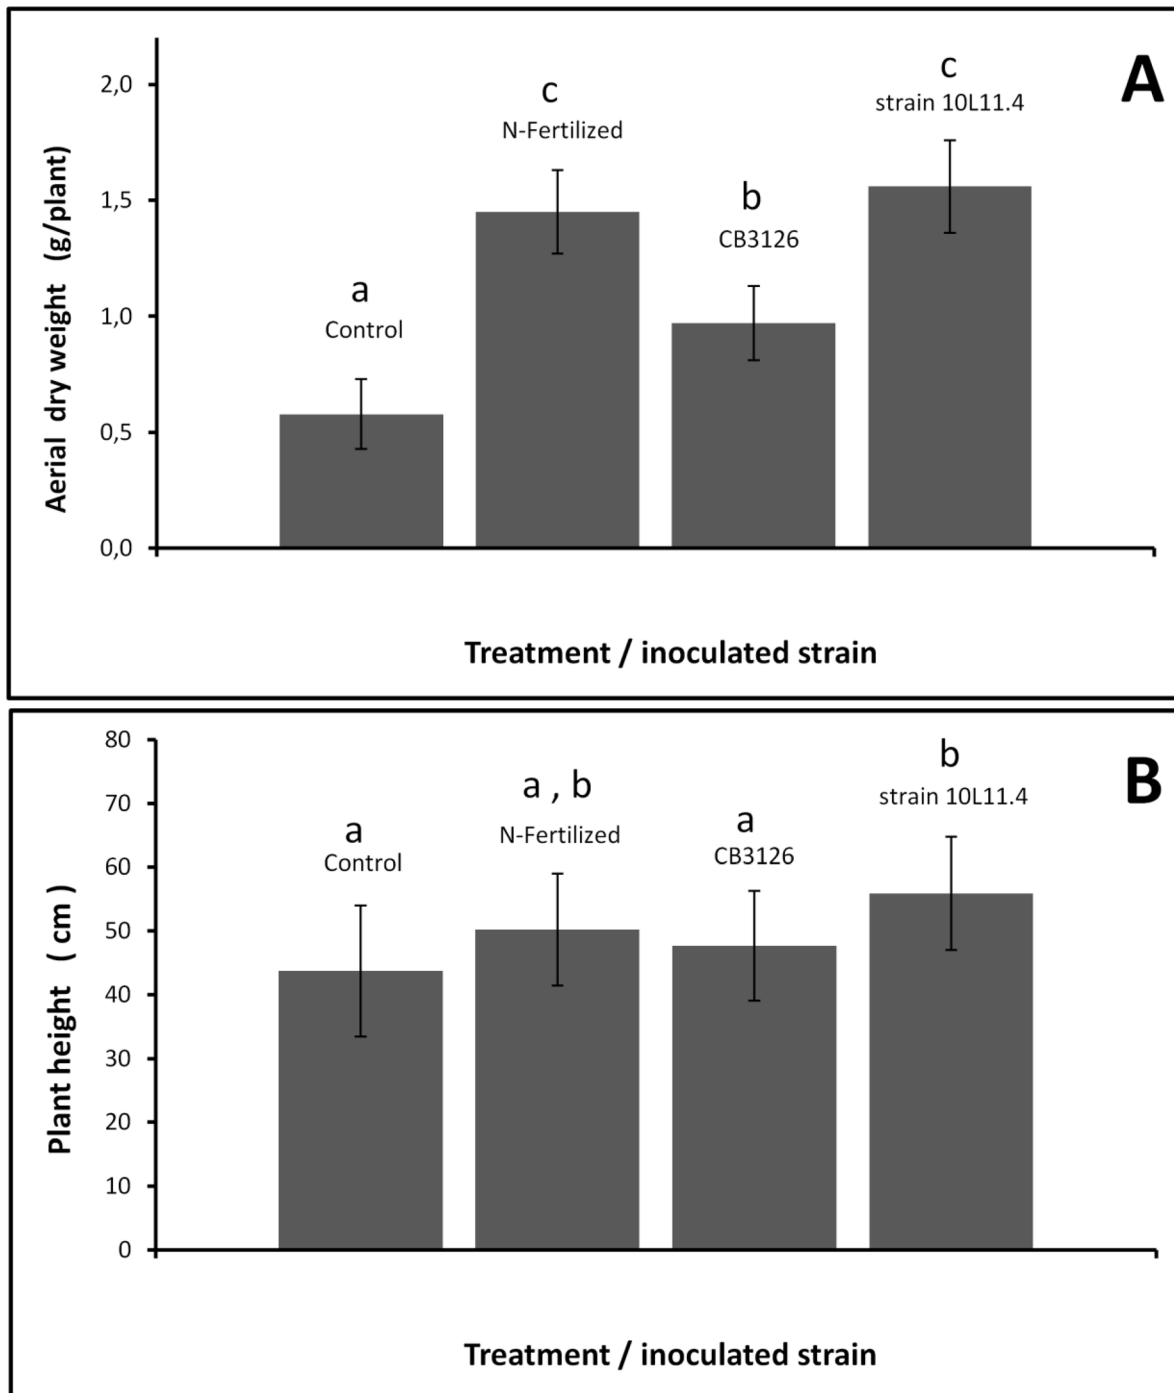 A
2,0
1,5
1,0
0,5
0,0
Aerial dry weight (g/plant)
a
Control
c
N-Fertilized
b
CB3126
c
strain 10L11.4
Treatment / inoculated strain
B
80
70
60
50
40
30
20
10
0
Plant height ( cm )
a
Control
a , b
N-Fertilized
a
CB3126
b
strain 10L11.4
Treatment / inoculated strain